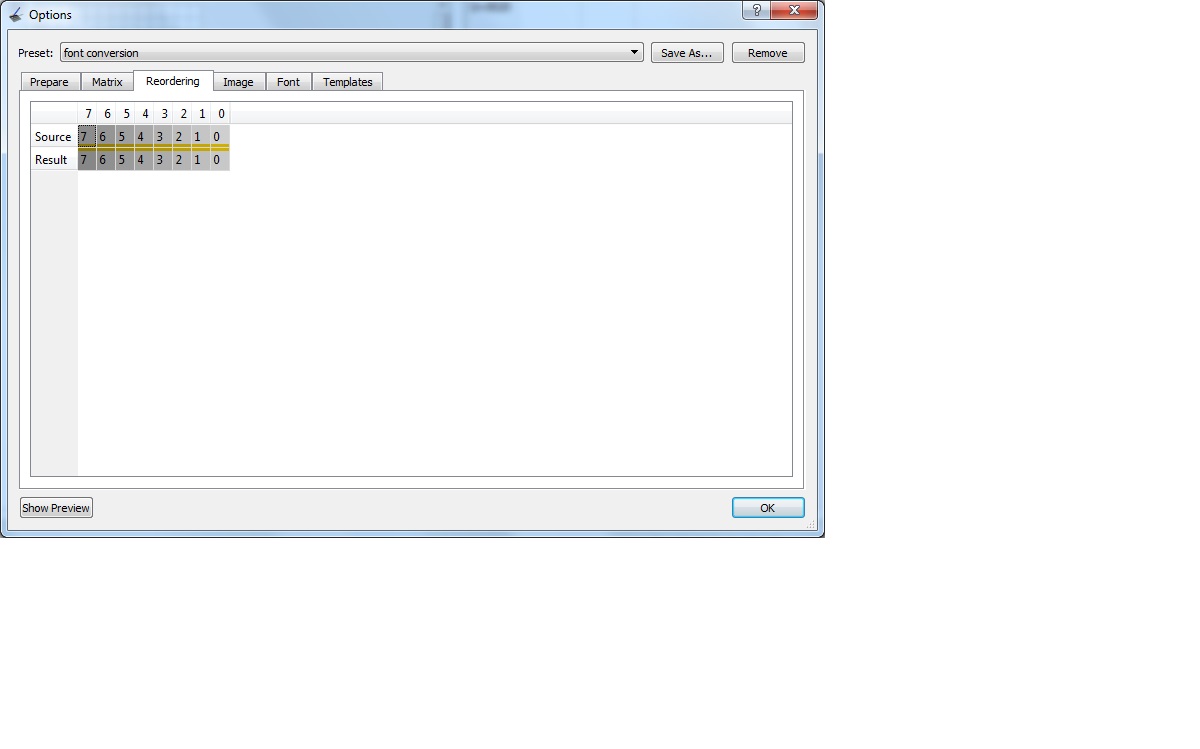 Options
Preset: font conversion Save As... Remove
Prepare Matrix Reordering Image Font Templates
7 6 5 4 3 2 1 0
Source 7 6 5 4 3 2 1 0
Result 7 6 5 4 3 2 1 0
Show Preview OK